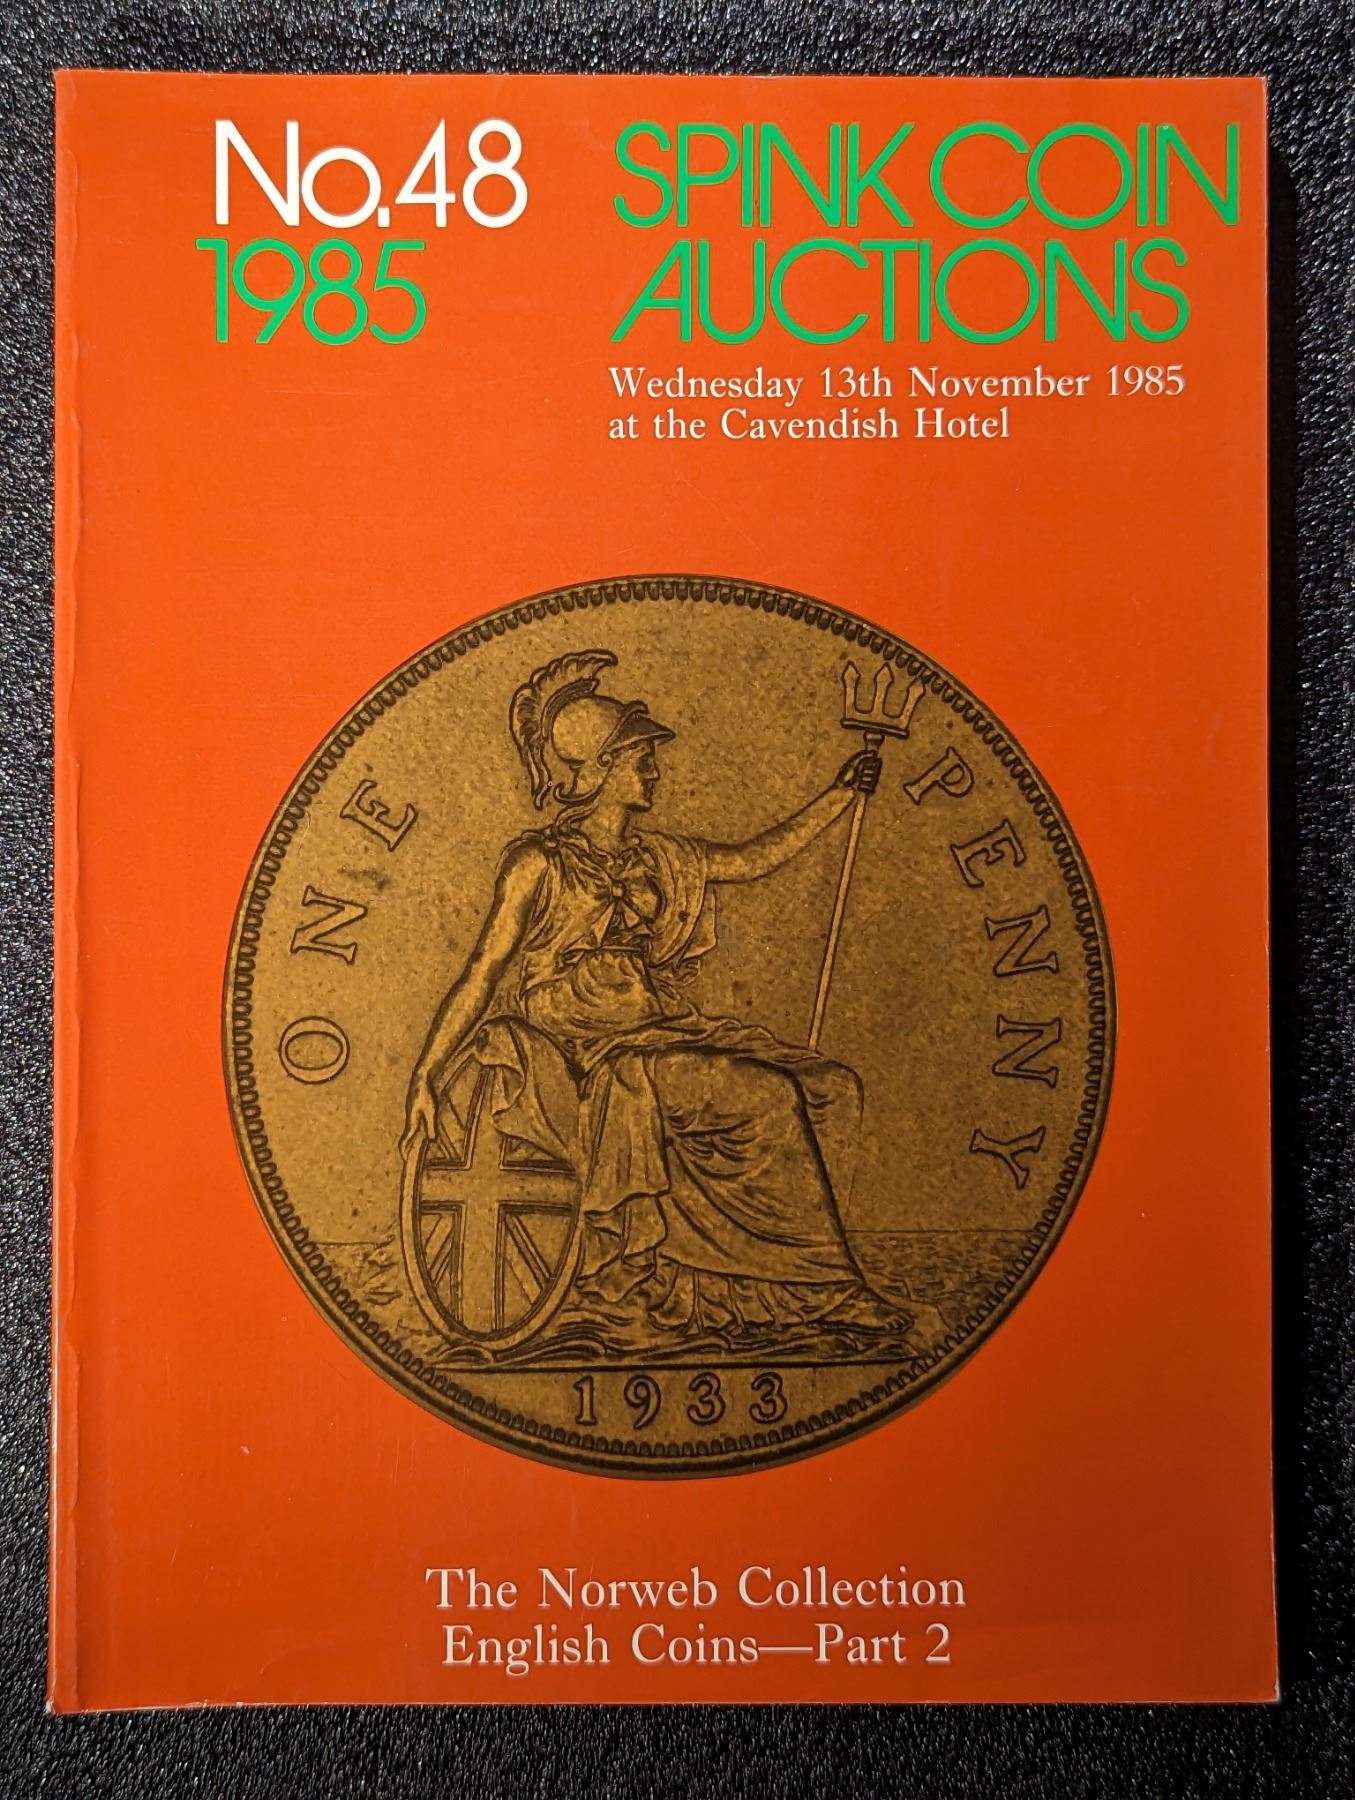 No.48
1985
SPINK COIN
AUCTIONS
Wednesday 13th November 1985
at the Cavendish Hotel
ONE PENNY
1933
The Norweb Collection
English Coins—Part 2